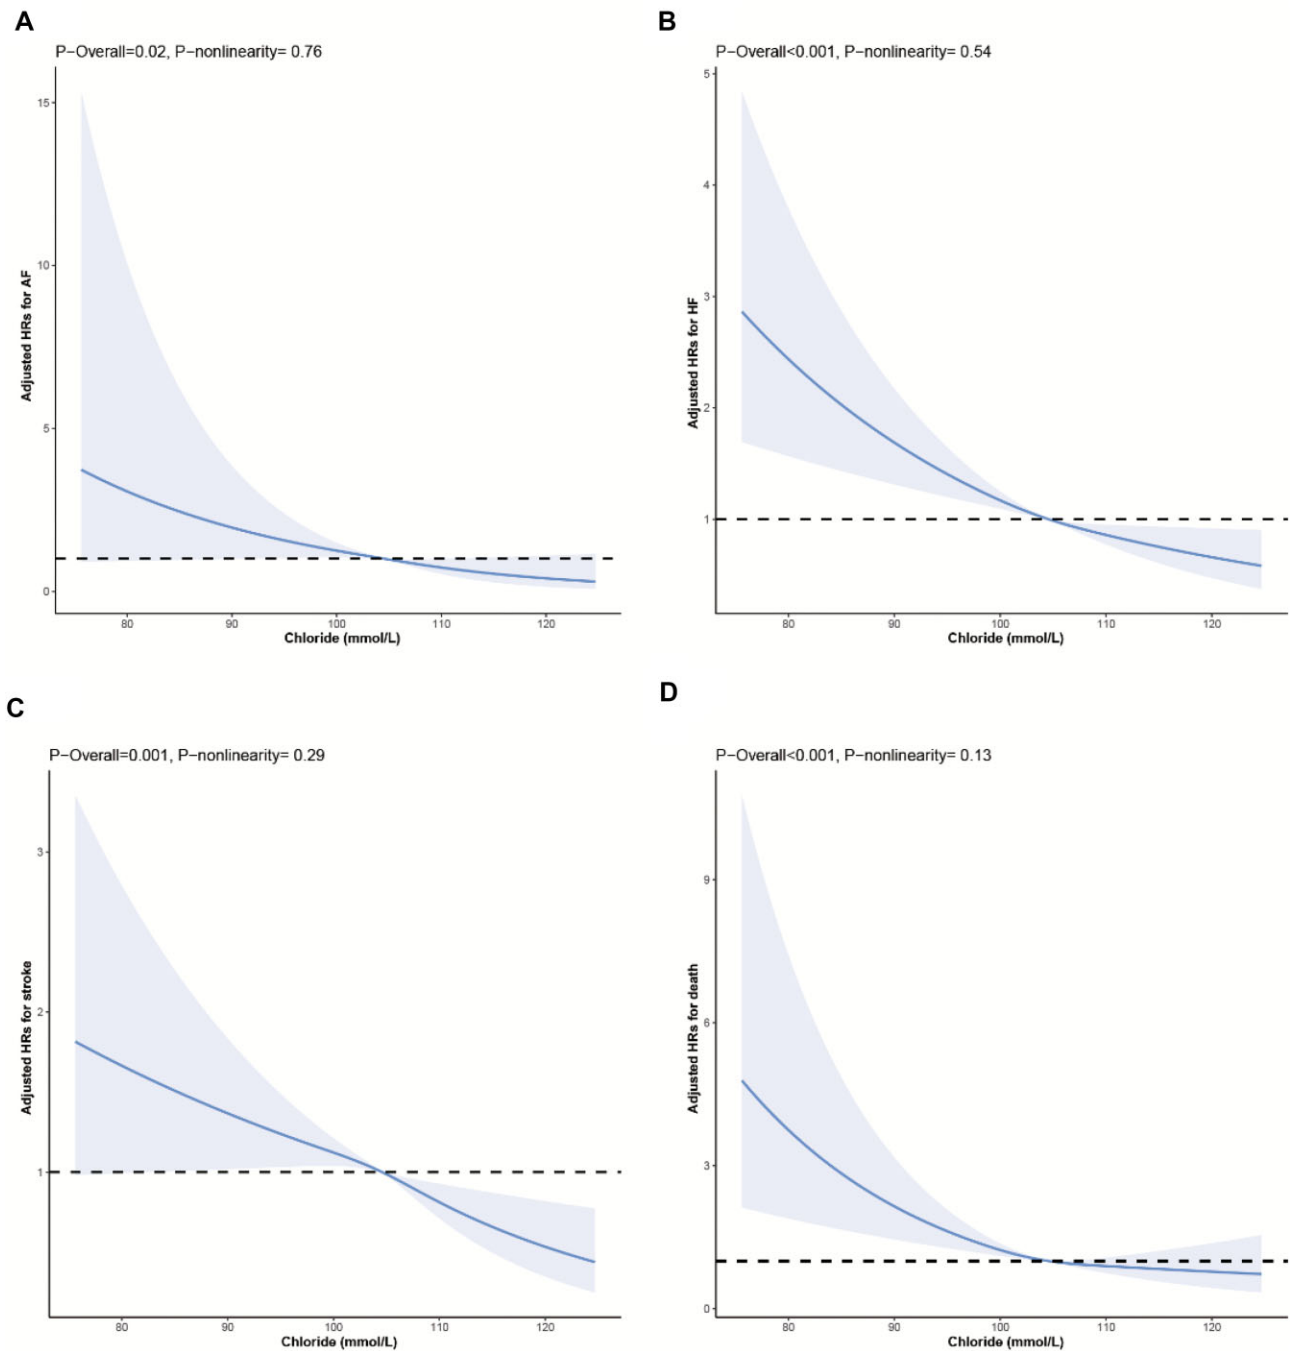 A
P−Overall=0.02, P−nonlinearity= 0.76
15
10
5
0
Adjusted HRs for AF
80 90 100 110 120
Chloride (mmol/L)
B
P−Overall<0.001, P−nonlinearity= 0.54
5
4
3
2
1
Adjusted HRs for HF
80 90 100 110 120
Chloride (mmol/L)
C
P−Overall=0.001, P−nonlinearity= 0.29
3
2
1
Adjusted HRs for stroke
80 90 100 110 120
Chloride (mmol/L)
D
P−Overall<0.001, P−nonlinearity= 0.13
9
6
3
0
Adjusted HRs for death
80 90 100 110 120
Chloride (mmol/L)